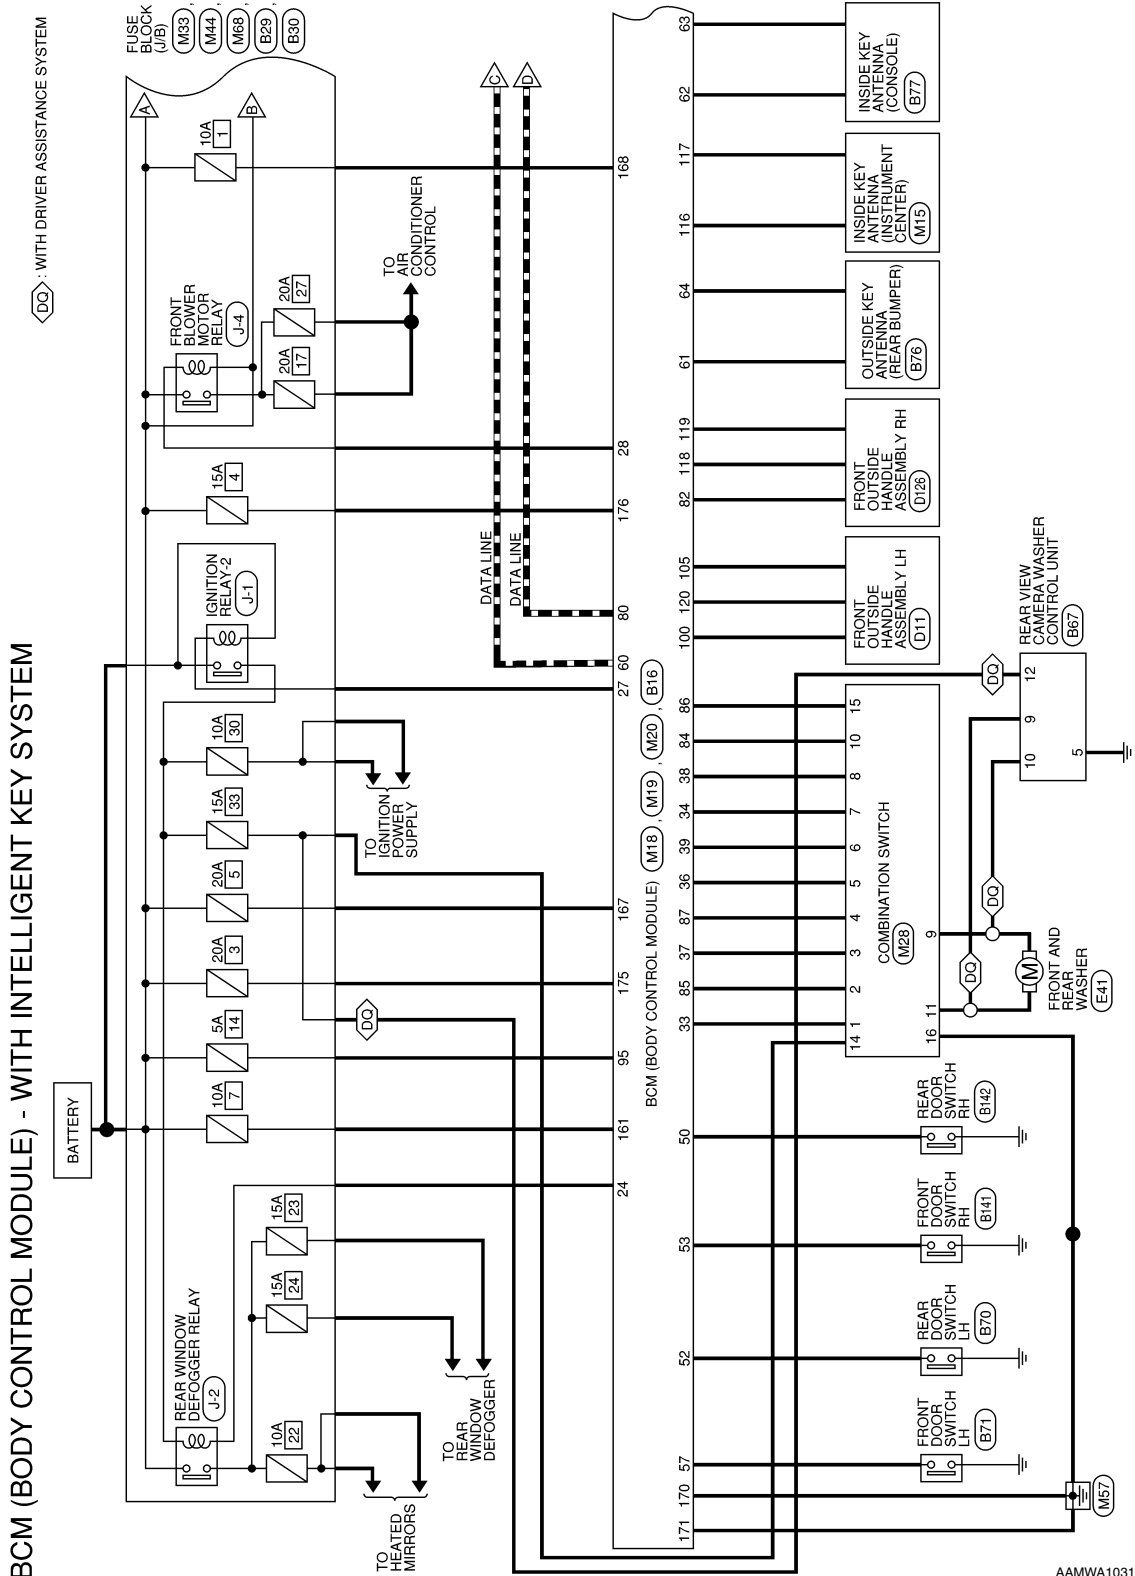 BCM (BODY CONTROL MODULE) - WITH INTELLIGENT KEY SYSTEM
DQ : WITH DRIVER ASSISTANCE SYSTEM
BATTERY
FUSE
BLOCK
(J/B)
M33 ,
M44 ,
M68 ,
B29 ,
B30
REAR WINDOW
DEFOGGER RELAY
J-2
10A
22
15A
24
15A
23
10A
7
5A
14
20A
3
20A
5
15A
33
10A
30
IGNITION
RELAY-2
J-1
15A
4
FRONT
BLOWER
MOTOR
RELAY
J-4
20A
17
20A
27
10A
1
A
B
TO
HEATED
MIRRORS
TO
REAR
WINDOW
DEFOGGER
DQ
TO
IGNITION
POWER
SUPPLY
TO
AIR
CONDITIONER
CONTROL
DATA LINE
DATA LINE
C
D
24
161
95
175
167
27
60
80
176
28
168
BCM (BODY CONTROL MODULE)
M18 , M19 , M20 , B16
171
170
57
52
53
50
33
85
37
87
36
39
34
38
84
86
100
120
105
82
118
119
61
64
116
117
62
63
FRONT
DOOR
SWITCH
LH
B71
REAR
DOOR
SWITCH
LH
B70
FRONT
DOOR
SWITCH
RH
B141
REAR
DOOR
SWITCH
RH
B142
14
1
2
3
4
5
6
7
8
10
15
COMBINATION SWITCH
M28
16
11
9
FRONT
OUTSIDE
HANDLE
ASSEMBLY LH
D11
FRONT
OUTSIDE
HANDLE
ASSEMBLY RH
D126
OUTSIDE KEY
ANTENNA
(REAR BUMPER)
B76
INSIDE KEY
ANTENNA
(INSTRUMENT
CENTER)
M15
INSIDE KEY
ANTENNA
(CONSOLE)
B77
DQ
DQ
DQ
M
FRONT AND
REAR
WASHER
E41
10
9
12
5
REAR VIEW
CAMERA WASHER
CONTROL UNIT
B67
M57
AAMWA1031